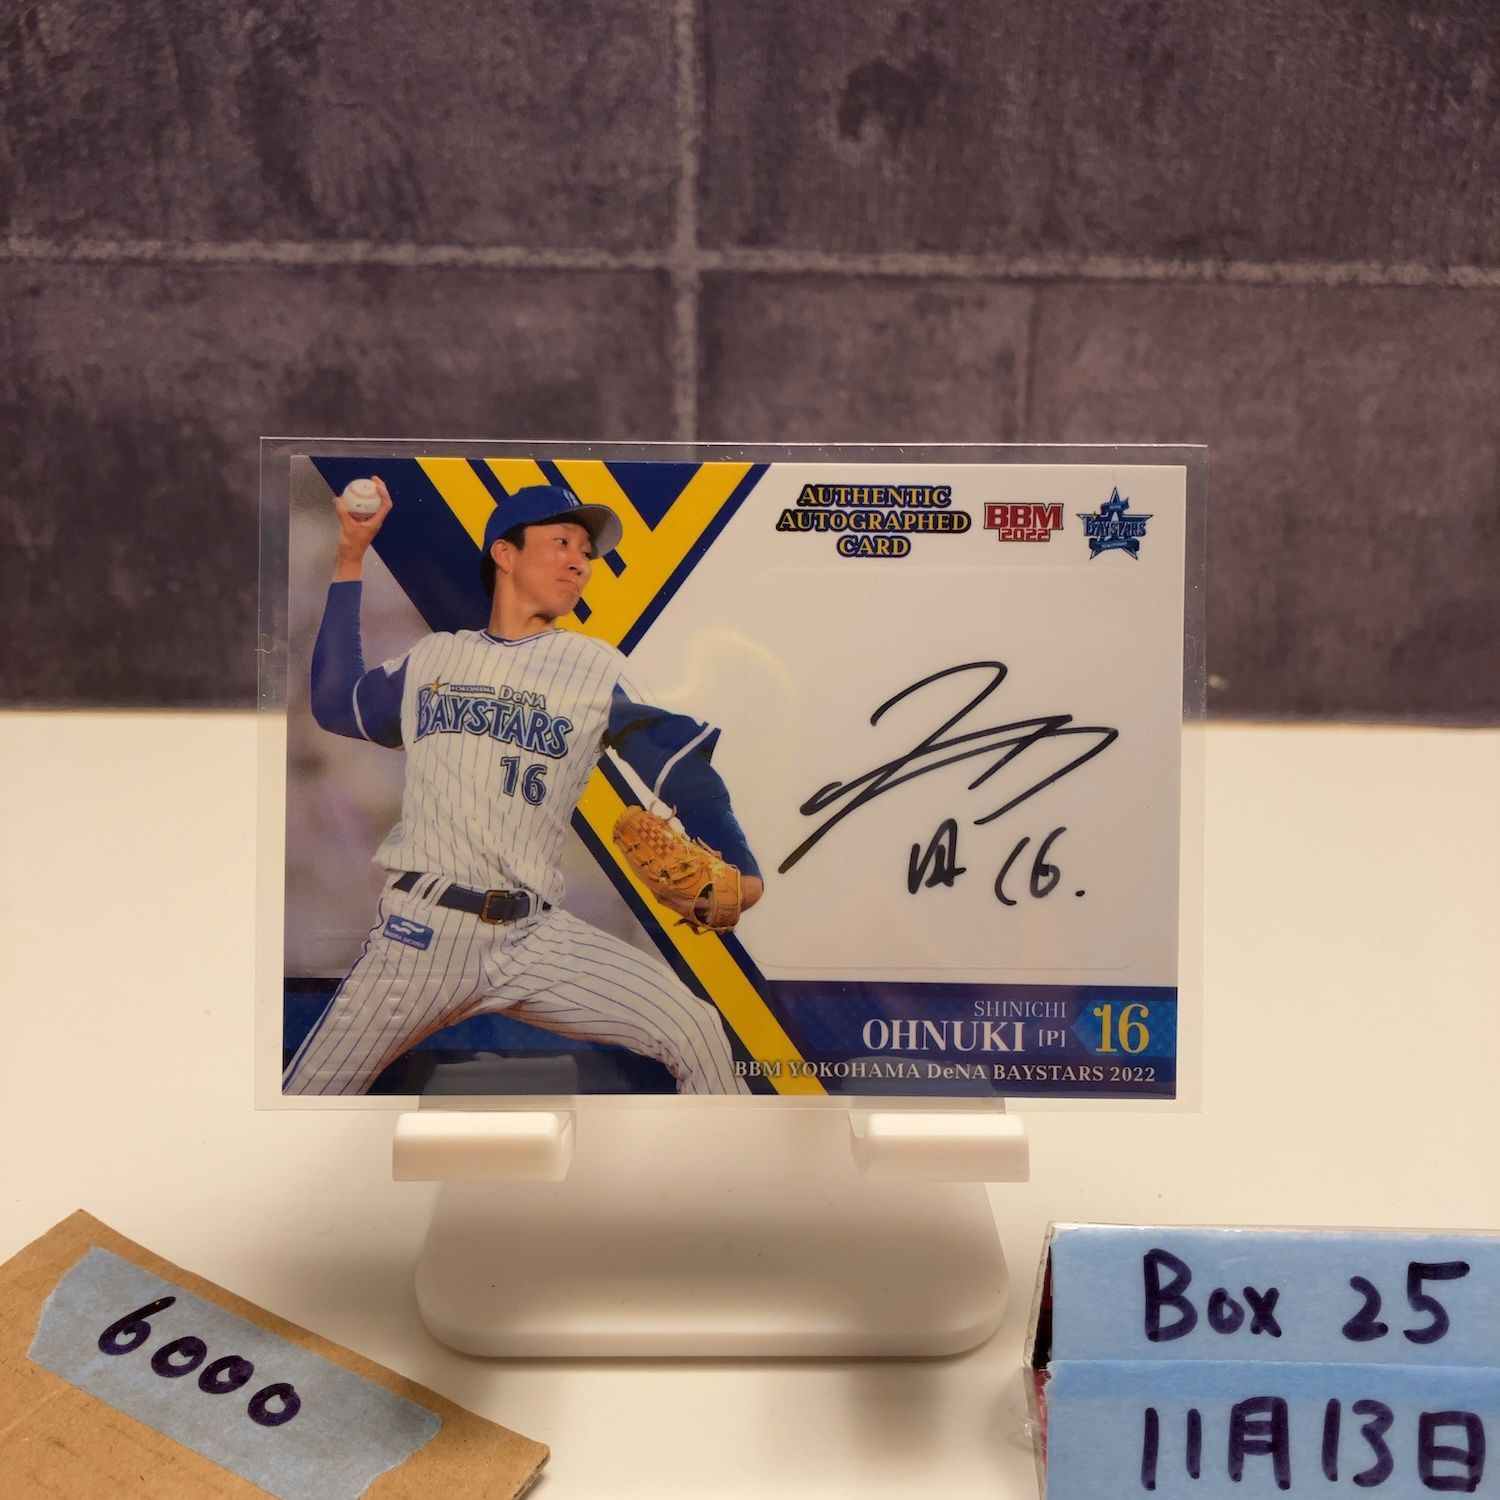 AUTHENTIC
AUTOGRAPHED
CARD
BBM
2022
BAYSTARS
YOKOHAMA DeNA
BAYSTARS
16
16.
SHINICHI
OHNUKI [P] 16
BBM YOKOHAMA DeNA BAYSTARS 2022
6000
Box 25
11月13日